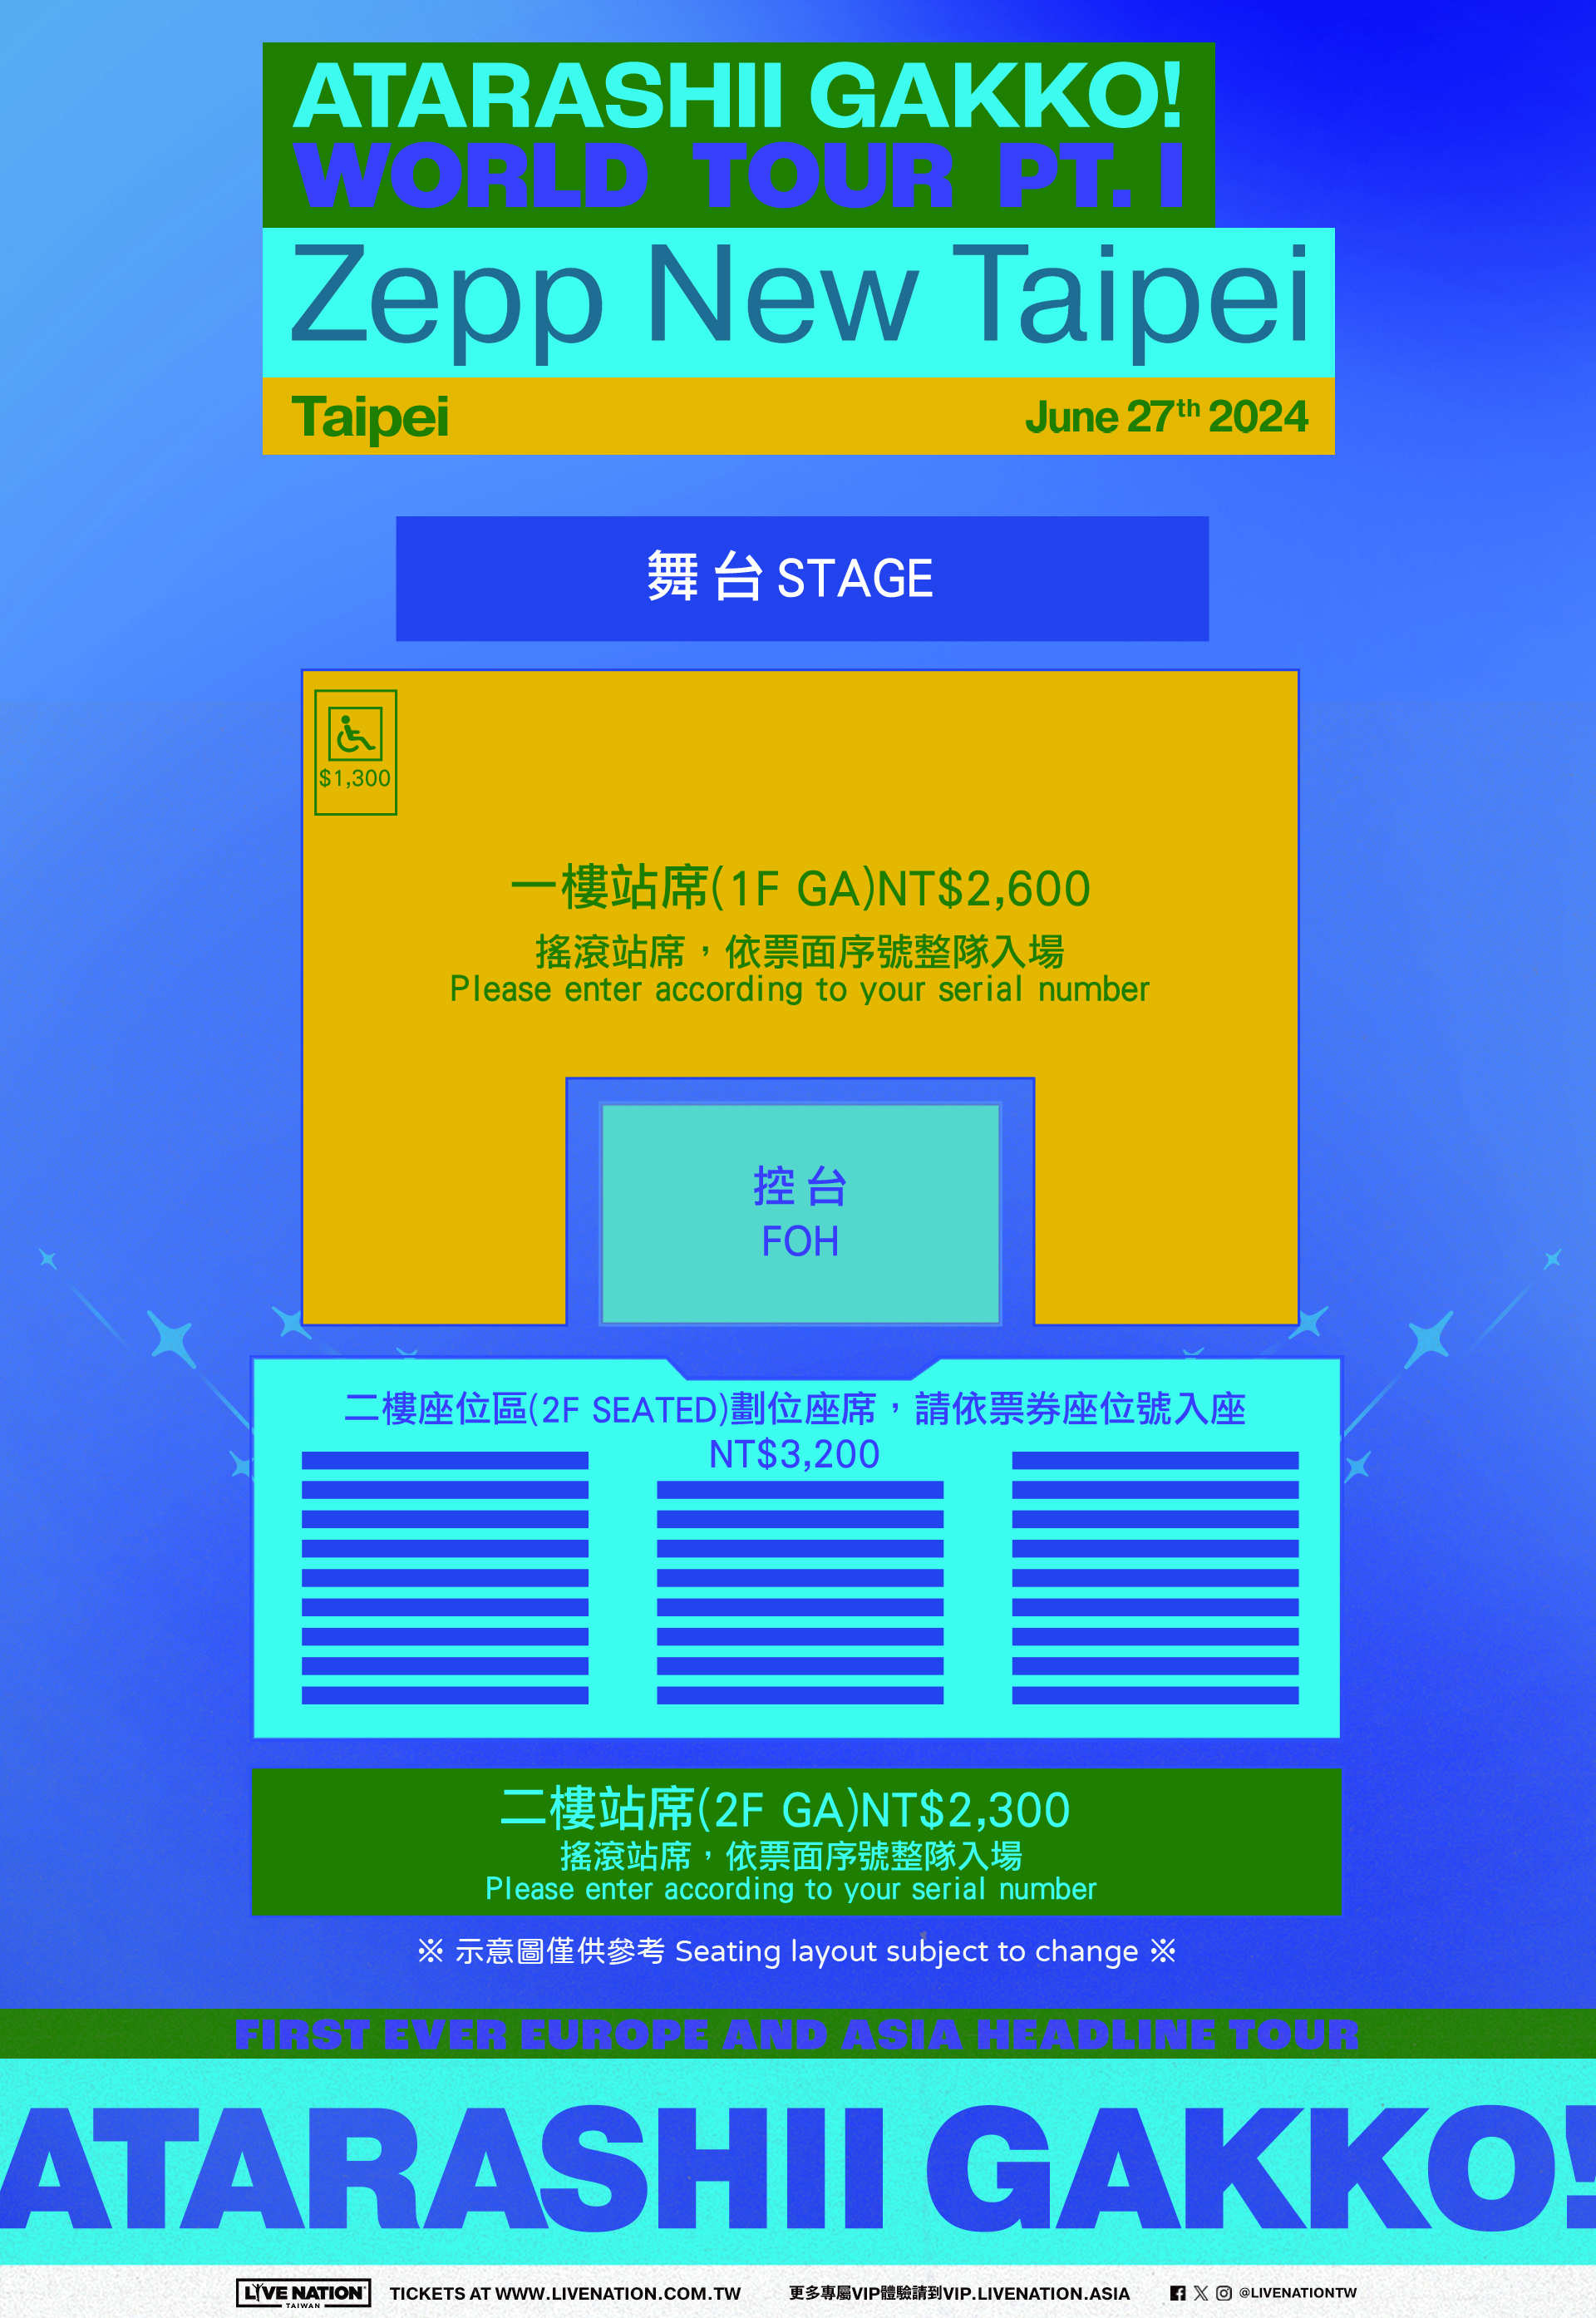 ATARASHII GAKKO!
WORLD TOUR PT. I
Zepp New Taipei
Taipei
June 27th 2024
舞台STAGE
$1,300
一樓站席(1F GA)NT$2,600
搖滾站席，依票面序號整隊入場
Please enter according to your serial number
控台
FOH
二樓座位區(2F SEATED)劃位座席，請依票券座位號入座
NT$3,200
二樓站席(2F GA)NT$2,300
搖滾站席，依票面序號整隊入場
Please enter according to your serial number
※ 示意圖僅供參考 Seating layout subject to change ※
FIRST EVER EUROPE AND ASIA HEADLINE TOUR
ATARASHII GAKKO!
LIVE NATION
TAIWAN
TICKETS AT WWW.LIVENATION.COM.TW
更多專屬VIP體驗請到VIP.LIVENATION.ASIA
@LIVENATIONTW